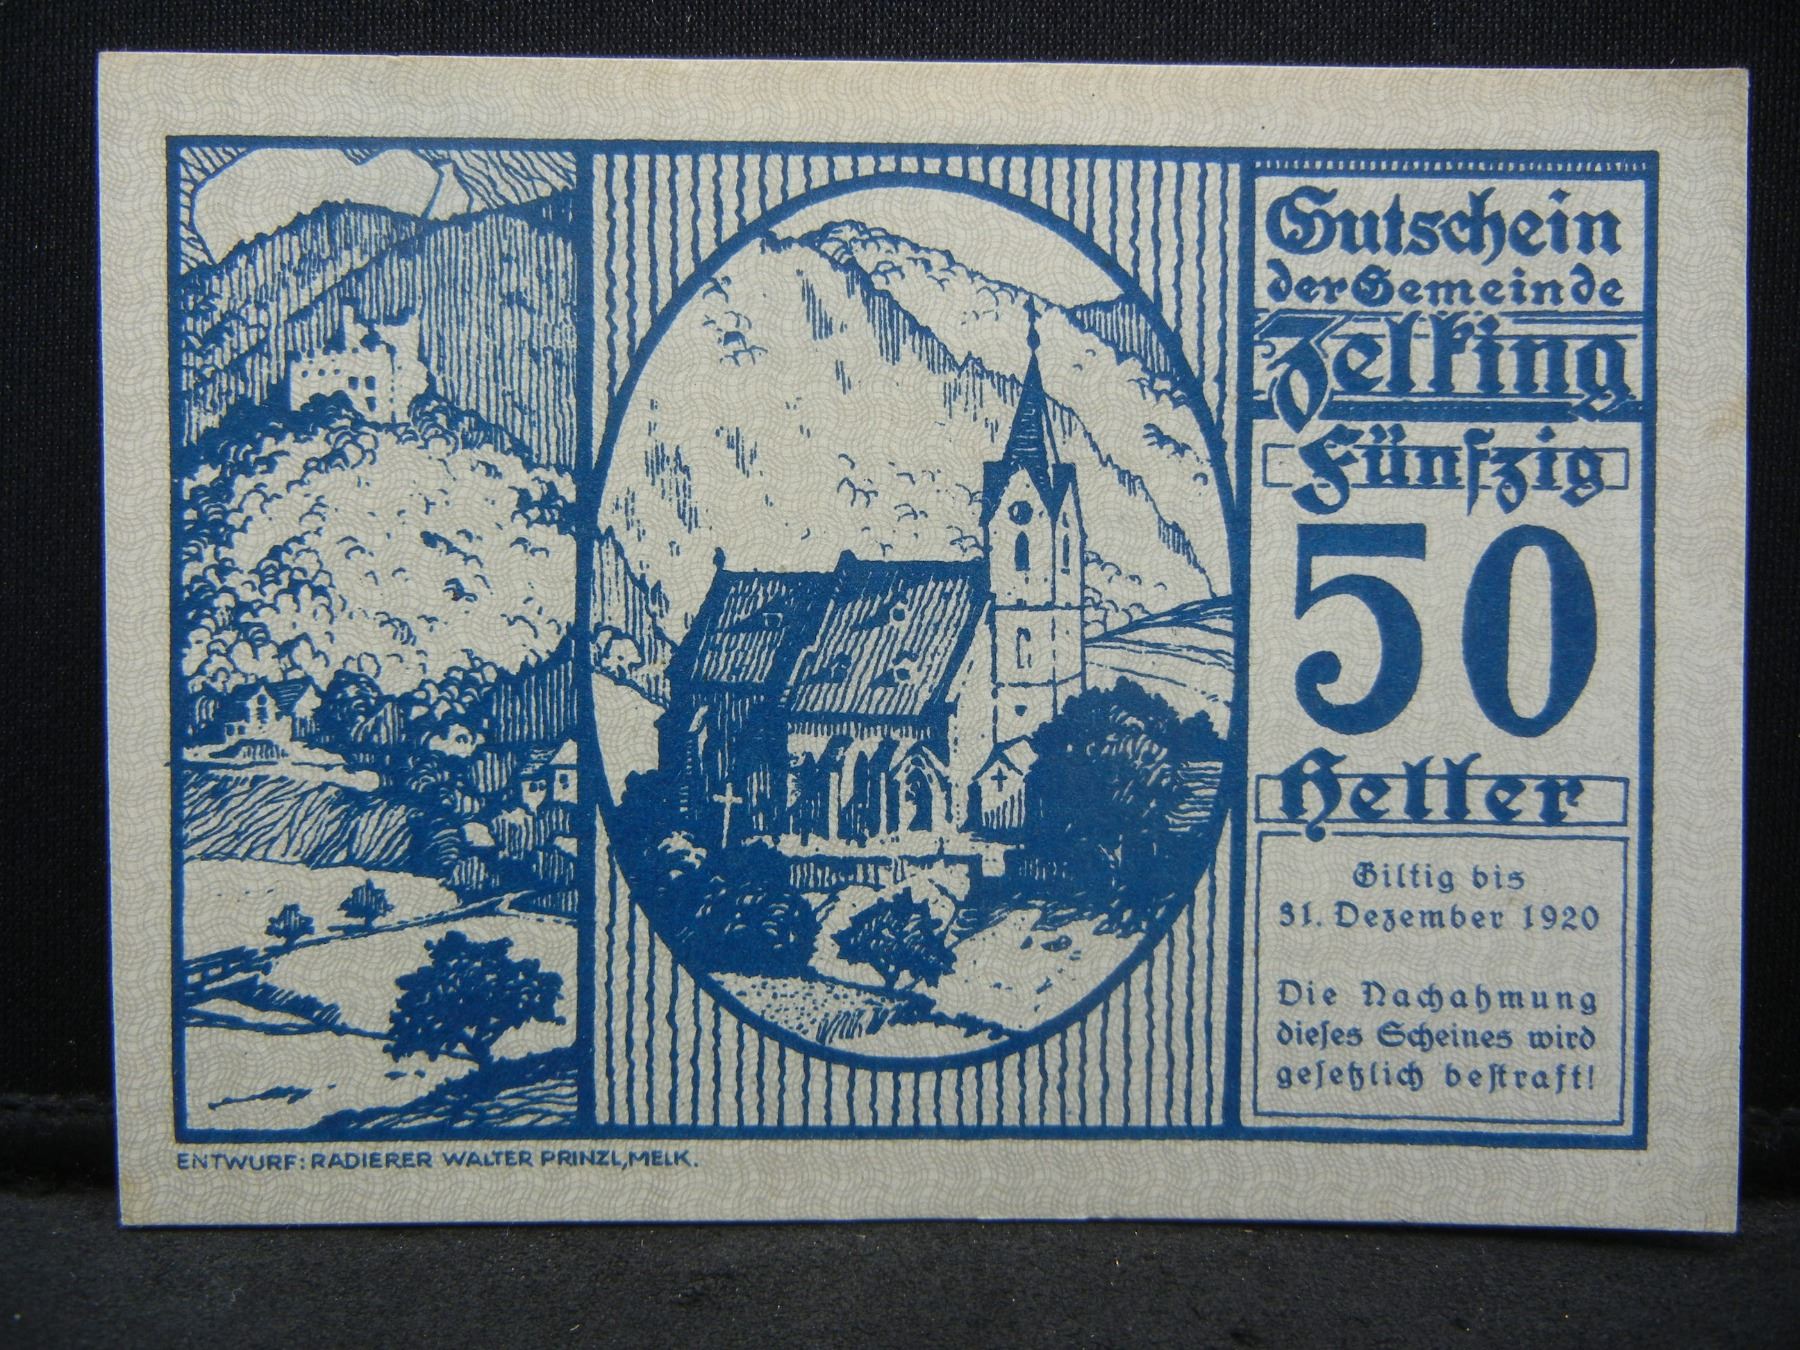 Gutschein
der Gemeinde
Zelking
Fünfzig
50
Heller
Giltig bis
31. Dezember 1920
Die Nachahmung
dieses Scheines wird
gesetzlich bestraft!
ENTWURF: RADIERER WALTER PRINZL, MELK.